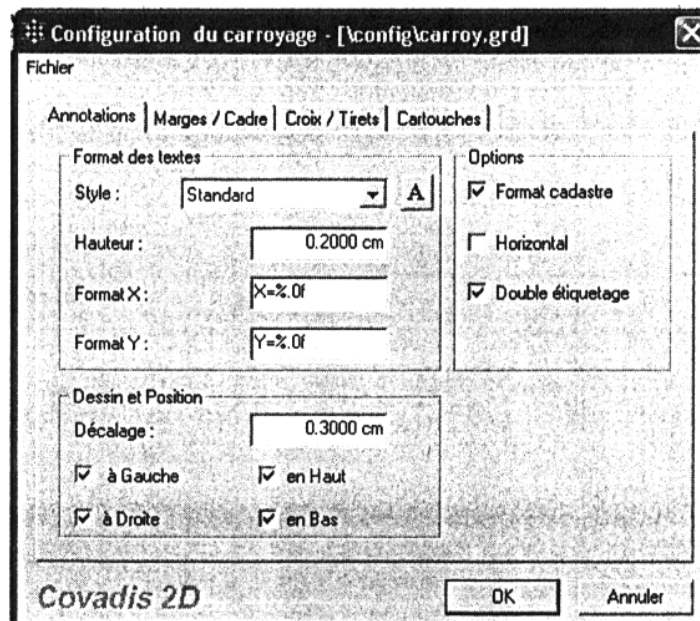 Configuration du carroyage - [\config\carroy.grd]
Fichier
Annotations Marges / Cadre Croix / Tirets Cartouches
Format des textes
Style : Standard A
Hauteur : 0.2000 cm
Format X : X=%.0f
Format Y : Y=%.0f
Options
Format cadastre
Horizontal
Double étiquetage
Dessin et Position
Décalage : 0.3000 cm
à Gauche en Haut
à Droite en Bas
Covadis 2D OK Annuler